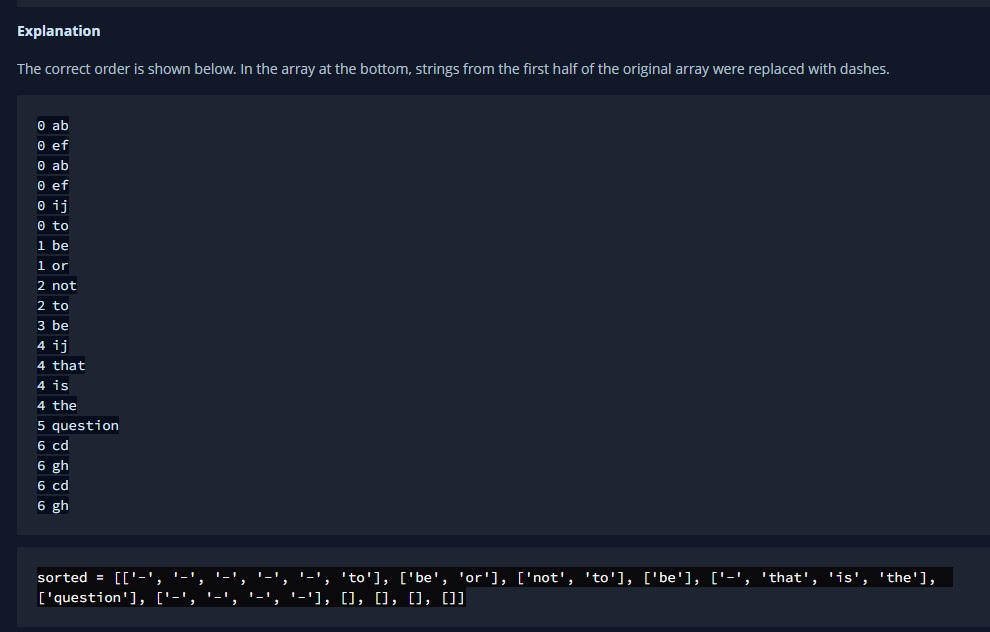 Explanation
The correct order is shown below. In the array at the bottom, strings from the first half of the original array were replaced with dashes.
0 ab
0 ef
0 ab
0 ef
0 ij
0 to
1 be
1 or
2 not
2 to
3 be
4 ij
4 that
4 is
4 the
5 question
6 cd
6 gh
6 cd
6 gh
sorted = [['-', '-', '-', '-', '-', 'to'], ['be', 'or'], ['not', 'to'], ['be'], ['-', 'that', 'is', 'the'],
['question'], ['-', '-', '-', '-'], [], [], [], []]